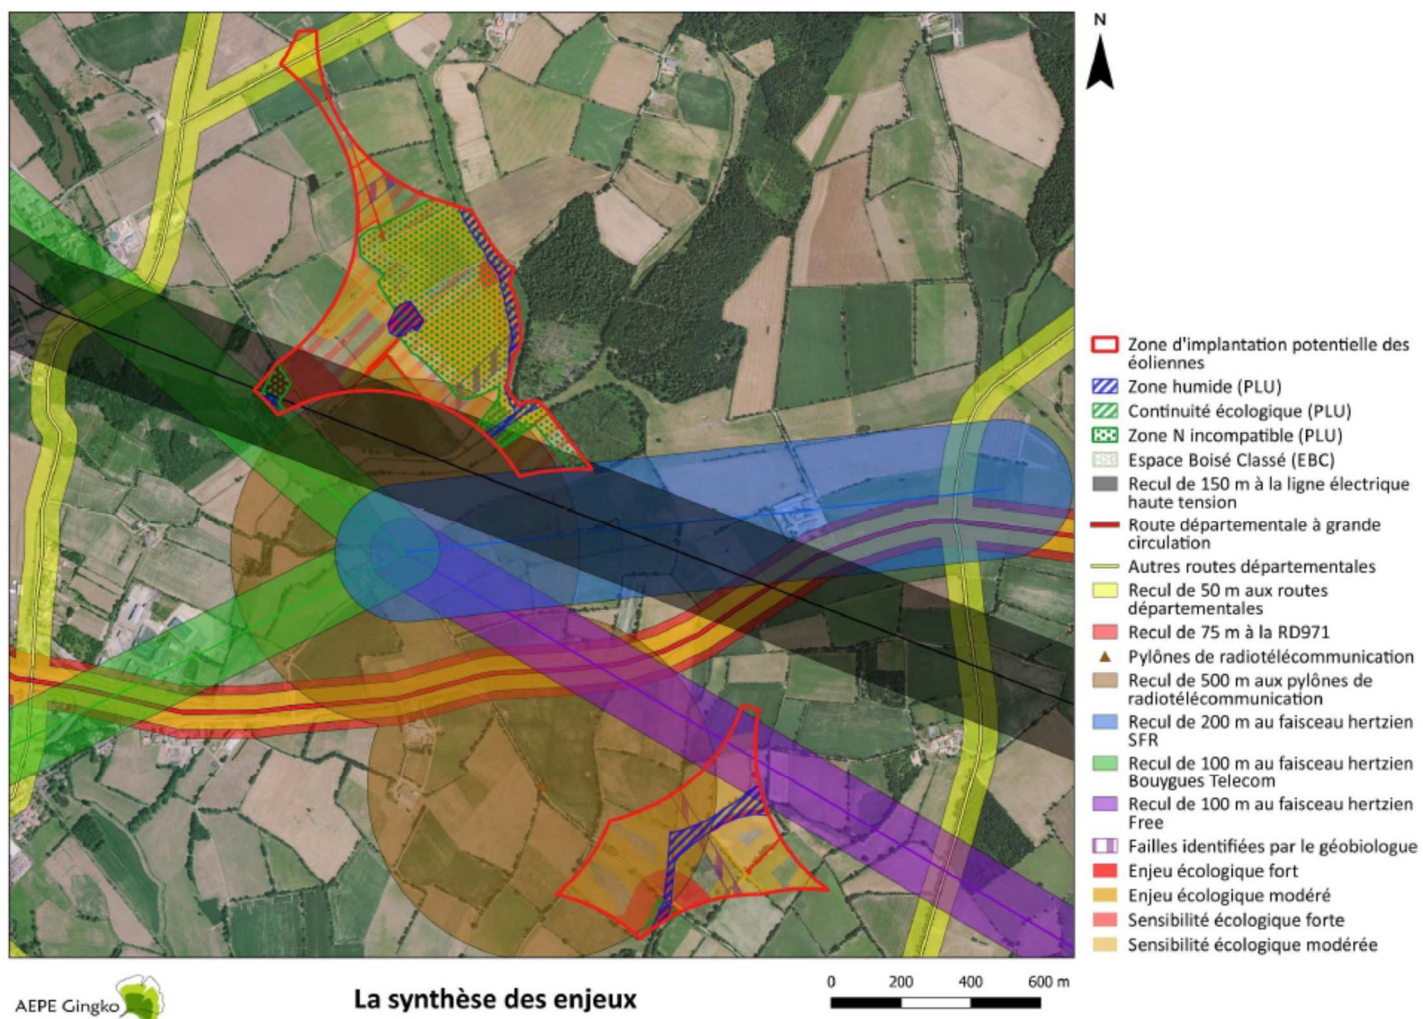 N
Zone d'implantation potentielle des
éoliennes
Zone humide (PLU)
Continuité écologique (PLU)
Zone N incompatible (PLU)
Espace Boisé Classé (EBC)
Recul de 150 m à la ligne électrique
haute tension
Route départementale à grande
circulation
Autres routes départementales
Recul de 50 m aux routes
départementales
Recul de 75 m à la RD971
Pylônes de radiotélécommunication
Recul de 500 m aux pylônes de
radiotélécommunication
Recul de 200 m au faisceau hertzien
SFR
Recul de 100 m au faisceau hertzien
Bouygues Telecom
Recul de 100 m au faisceau hertzien
Free
Failles identifiées par le géobiologue
Enjeu écologique fort
Enjeu écologique modéré
Sensibilité écologique forte
Sensibilité écologique modérée
AEPE Gingko
La synthèse des enjeux
0 200 400 600 m